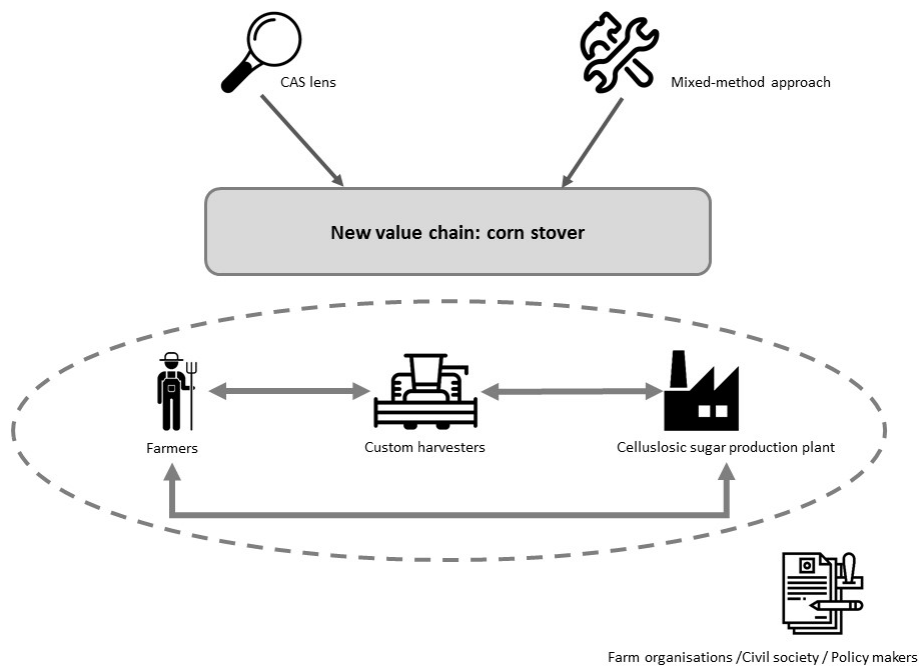 CAS lens
Mixed-method approach
New value chain: corn stover
Farmers
Custom harvesters
Celluslosic sugar production plant
Farm organisations /Civil society / Policy makers